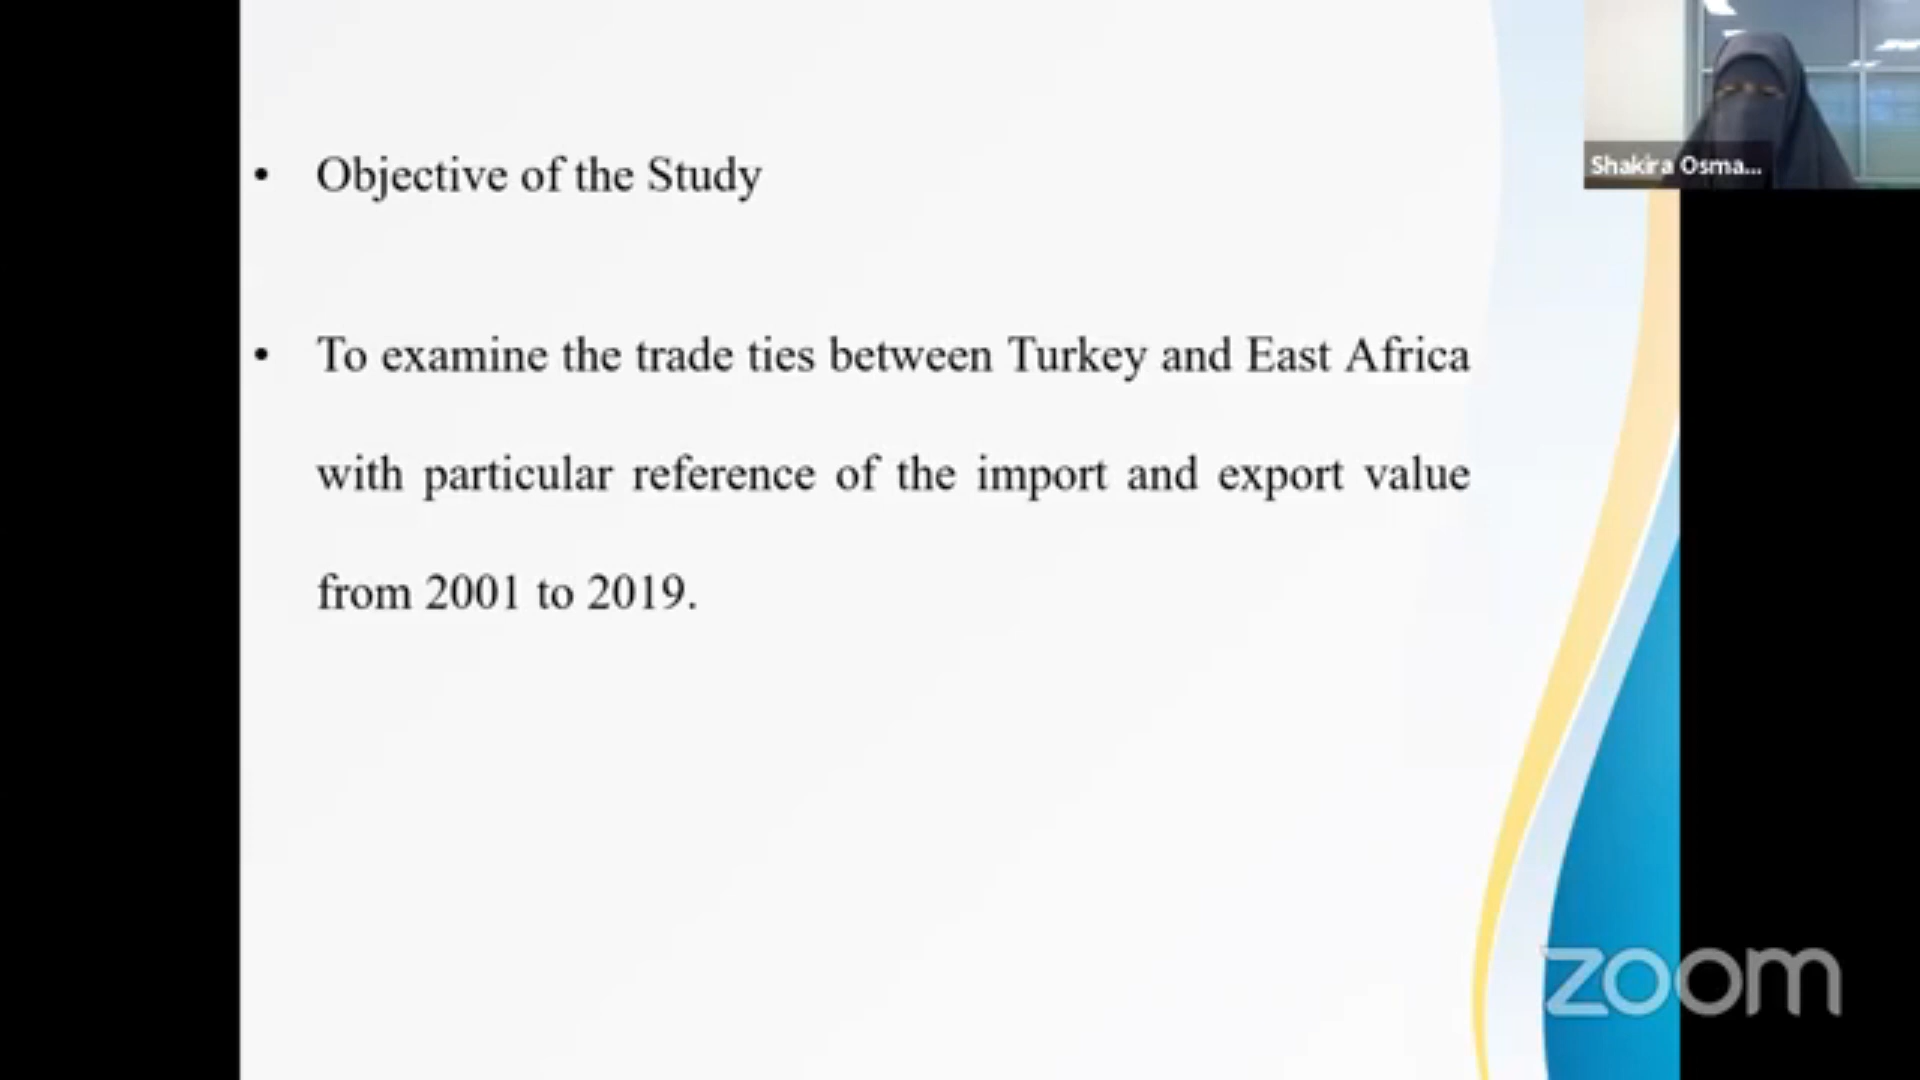 • Objective of the Study
• To examine the trade ties between Turkey and East Africa
with particular reference of the import and export value
from 2001 to 2019.
Shakira Osma...
zoom